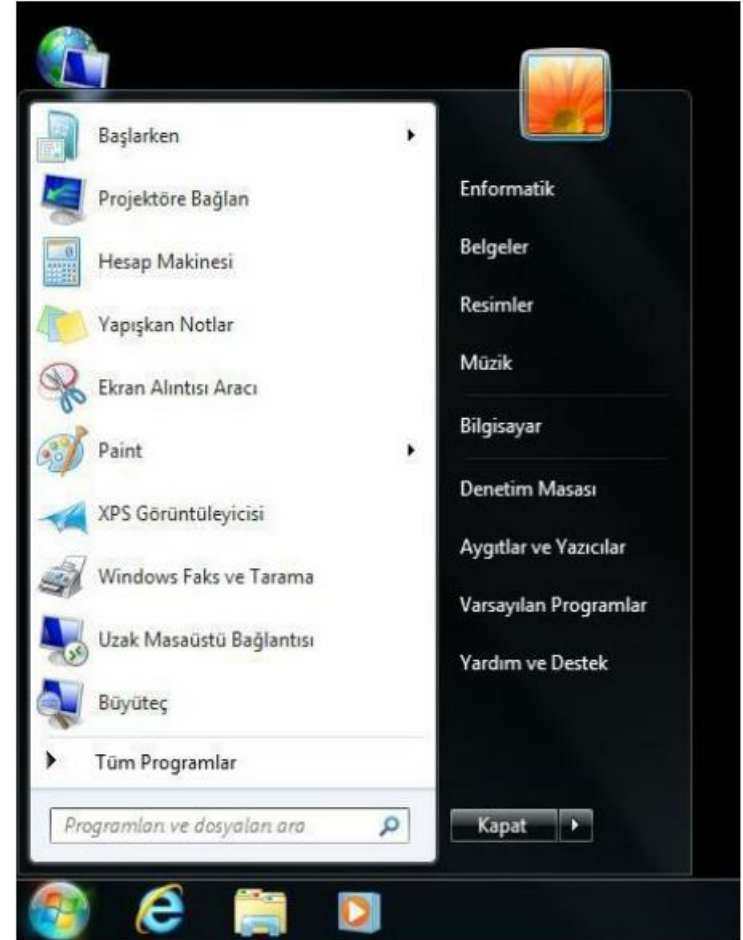 Başlarken
Projektöre Bağlan
Hesap Makinesi
Yapışkan Notlar
Ekran Alıntısı Aracı
Paint
XPS Görüntüleyicisi
Windows Faks ve Tarama
Uzak Masaüstü Bağlantısı
Büyüteç
Tüm Programlar
Programları ve dosyaları ara
Enformatik
Belgeler
Resimler
Müzik
Bilgisayar
Denetim Masası
Aygıtlar ve Yazıcılar
Varsayılan Programlar
Yardım ve Destek
Kapat